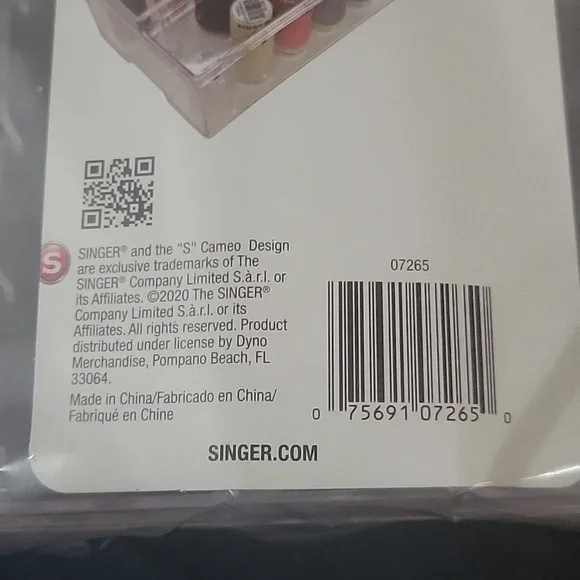 S
SINGER® and the "S" Cameo Design
are exclusive trademarks of The
SINGER® Company Limited S.à.r.l. or
its Affiliates. ©2020 The SINGER®
Company Limited S.à.r.l. or its
Affiliates. All rights reserved. Product
distributed under license by Dyno
Merchandise, Pompano Beach, FL
33064.
Made in China/Fabricado en China/
Fabriqué en Chine
07265
0 75691 07265 0
SINGER.COM